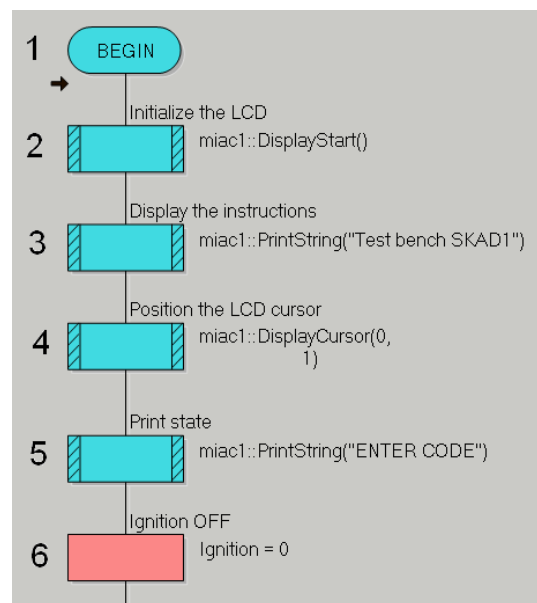 1 BEGIN
Initialize the LCD
2 miac1::DisplayStart()
Display the instructions
3 miac1::PrintString("Test bench SKAD1")
Position the LCD cursor
4 miac1::DisplayCursor(0,
1)
Print state
5 miac1::PrintString("ENTER CODE")
Ignition OFF
6 Ignition = 0